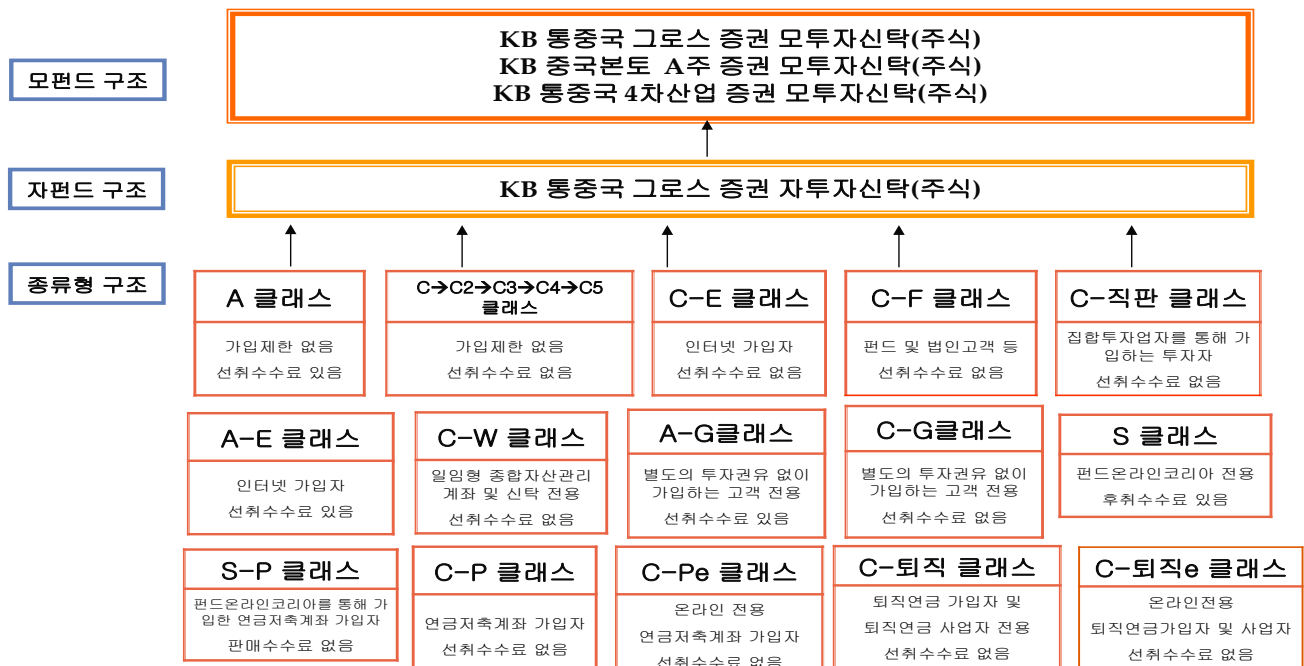 모펀드 구조
KB 통중국 그로스 증권 모투자신탁(주식)
KB 중국본토 A주 증권 모투자신탁(주식)
KB 통중국 4차산업 증권 모투자신탁(주식)
자펀드 구조
KB 통중국 그로스 증권 자투자신탁(주식)
종류형 구조
A 클래스
가입제한 없음
선취수수료 있음
C→C2→C3→C4→C5
클래스
가입제한 없음
선취수수료 없음
C-E 클래스
인터넷 가입자
선취수수료 없음
C-F 클래스
펀드 및 법인고객 등
선취수수료 없음
C-직판 클래스
집합투자업자를 통해 가
입하는 투자자
선취수수료 없음
A-E 클래스
인터넷 가입자
선취수수료 있음
C-W 클래스
일임형 종합자산관리
계좌 및 신탁 전용
선취수수료 없음
A-G클래스
별도의 투자권유 없이
가입하는 고객 전용
선취수수료 있음
C-G클래스
별도의 투자권유 없이
가입하는 고객 전용
선취수수료 없음
S 클래스
펀드온라인코리아 전용
후취수수료 있음
S-P 클래스
펀드온라인코리아를 통해 가
입한 연금저축계좌 가입자
판매수수료 없음
C-P 클래스
연금저축계좌 가입자
선취수수료 없음
C-Pe 클래스
온라인 전용
연금저축계좌 가입자
선취수수료 없음
C-퇴직 클래스
퇴직연금 가입자 및
퇴직연금 사업자 전용
선취수수료 없음
C-퇴직e 클래스
온라인전용
퇴직연금가입자 및 사업자
선취수수료 없음